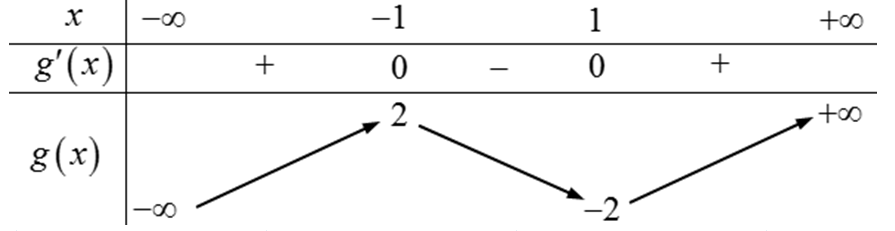 x −∞ −1 1 +∞
g′(x) + 0 − 0 +
2 +∞
g(x)
−∞ −2